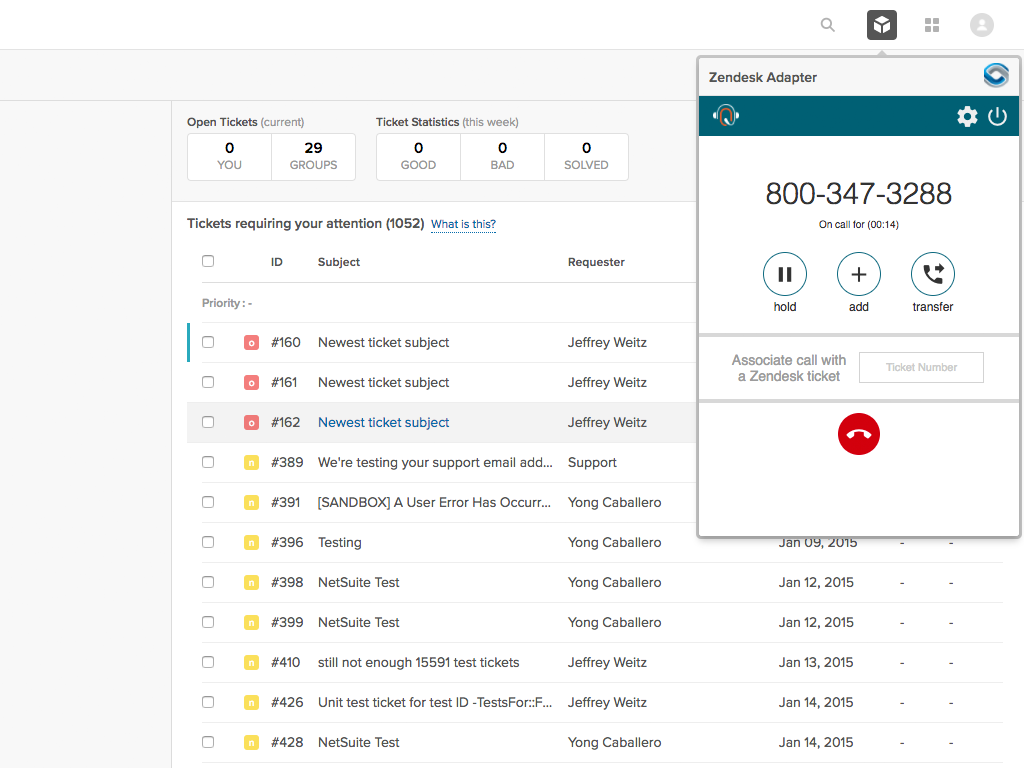 Zendesk Adapter
Open Tickets (current)
0 YOU
29 GROUPS
Ticket Statistics (this week)
0 GOOD
0 BAD
0 SOLVED
800-347-3288
On call for (00:14)
hold
add
transfer
Associate call with
a Zendesk ticket
Ticket Number
Tickets requiring your attention (1052) What is this?
ID Subject Requester
Priority : -
o #160 Newest ticket subject Jeffrey Weitz
o #161 Newest ticket subject Jeffrey Weitz
o #162 Newest ticket subject Jeffrey Weitz
n #389 We're testing your support email add... Support
n #391 [SANDBOX] A User Error Has Occurr... Yong Caballero
n #396 Testing Yong Caballero Jan 09, 2015 - -
n #398 NetSuite Test Yong Caballero Jan 12, 2015 - -
n #399 NetSuite Test Yong Caballero Jan 12, 2015 - -
n #410 still not enough 15591 test tickets Jeffrey Weitz Jan 13, 2015 - -
n #426 Unit test ticket for test ID -TestsFor::F... Jeffrey Weitz Jan 14, 2015 - -
n #428 NetSuite Test Yong Caballero Jan 14, 2015 - -